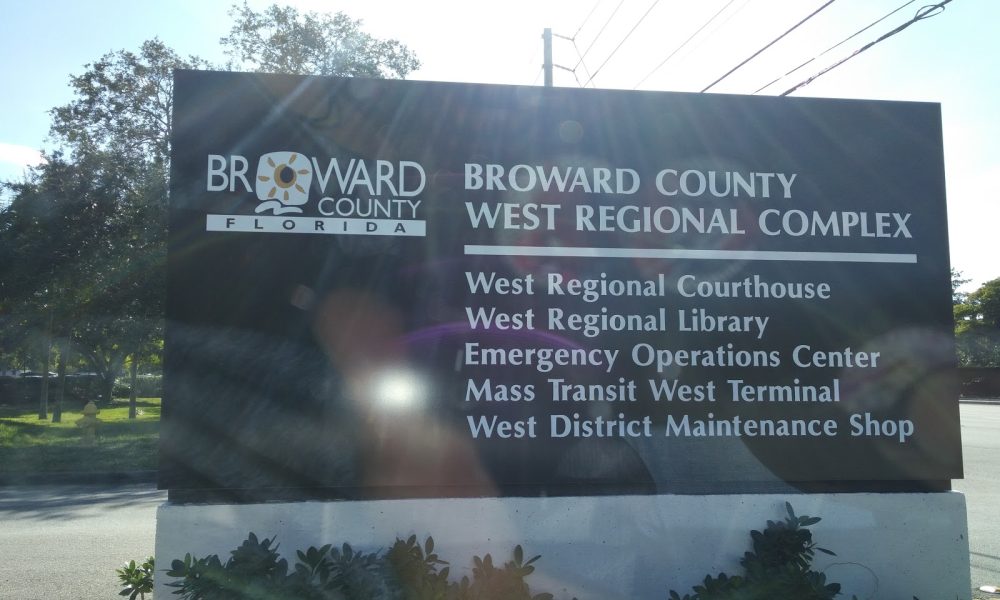 BROWARD
COUNTY
FLORIDA
BROWARD COUNTY
WEST REGIONAL COMPLEX
West Regional Courthouse
West Regional Library
Emergency Operations Center
Mass Transit West Terminal
West District Maintenance Shop